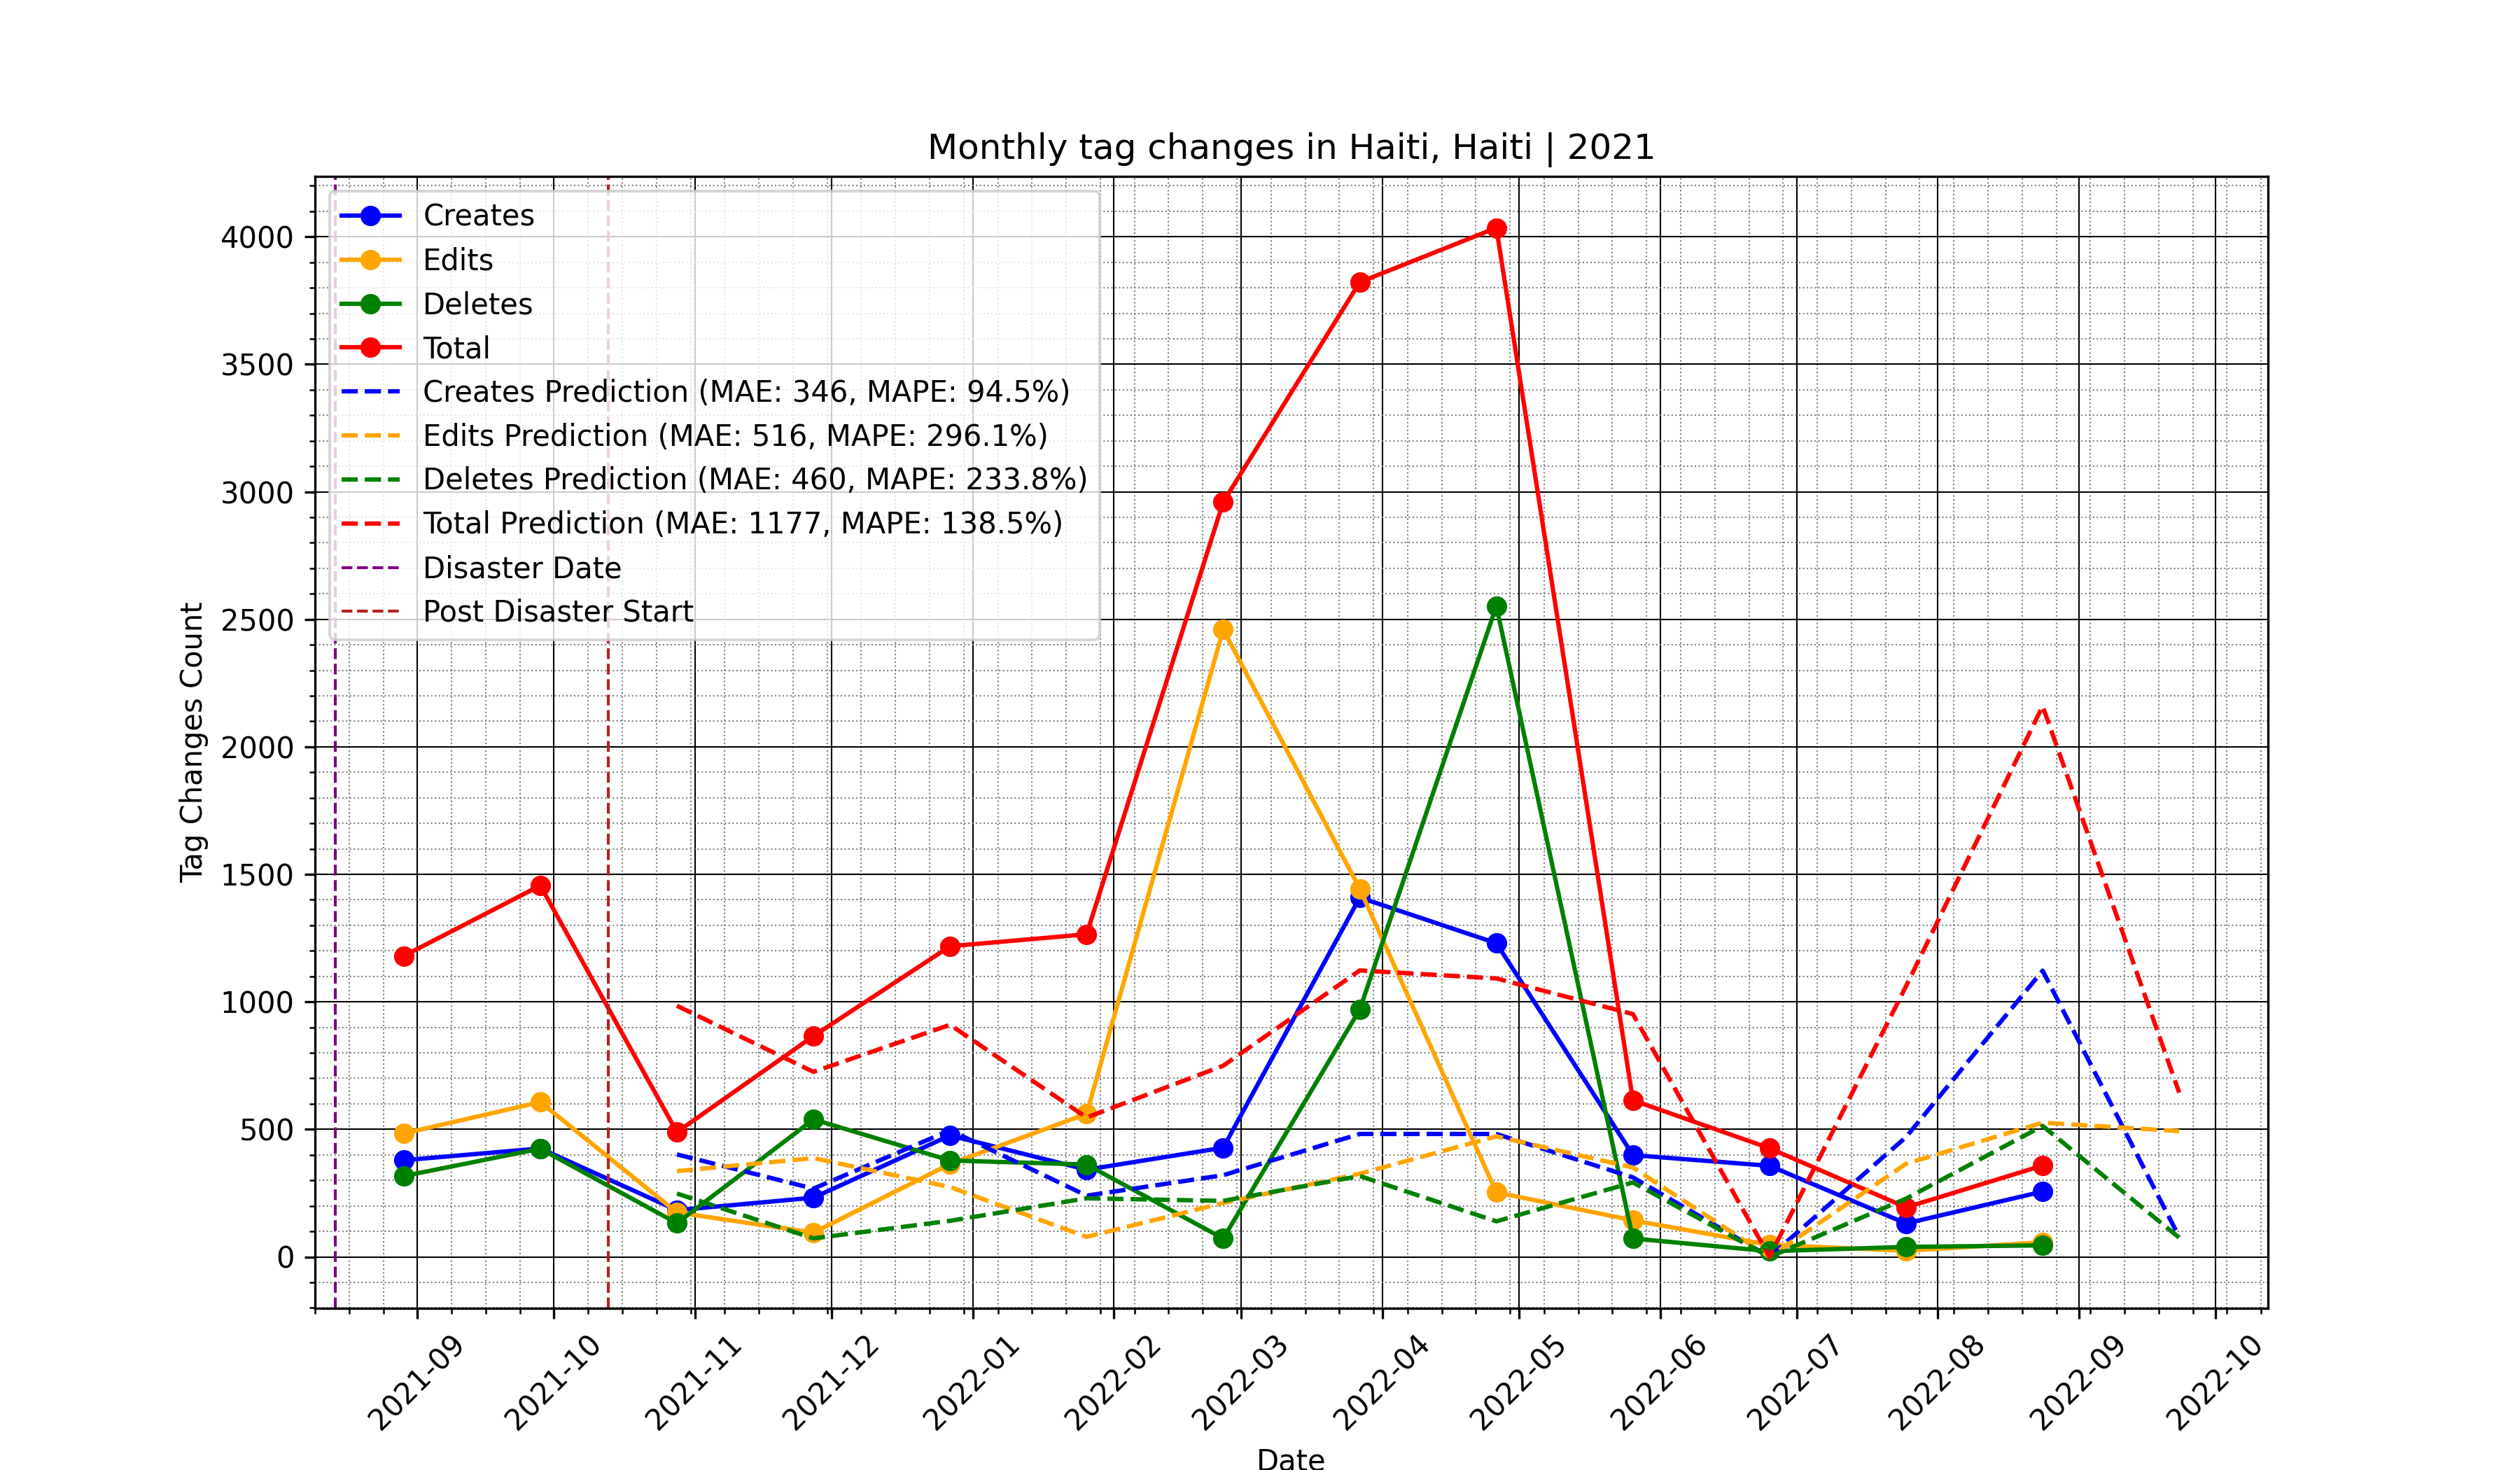 Monthly tag changes in Haiti, Haiti | 2021
Creates
Edits
Deletes
Total
Creates Prediction (MAE: 346, MAPE: 94.5%)
Edits Prediction (MAE: 516, MAPE: 296.1%)
Deletes Prediction (MAE: 460, MAPE: 233.8%)
Total Prediction (MAE: 1177, MAPE: 138.5%)
Disaster Date
Post Disaster Start
Tag Changes Count
4000
3500
3000
2500
2000
1500
1000
500
0
2021-09
2021-10
2021-11
2021-12
2022-01
2022-02
2022-03
2022-04
2022-05
2022-06
2022-07
2022-08
2022-09
2022-10
Date